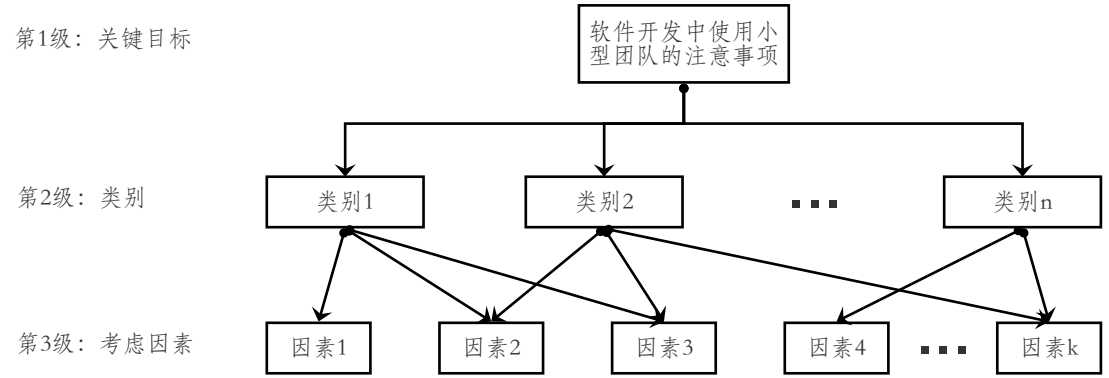 第1级：关键目标
软件开发中使用小
型团队的注意事项
第2级：类别
类别1
类别2
类别n
第3级：考虑因素
因素1
因素2
因素3
因素4
因素k